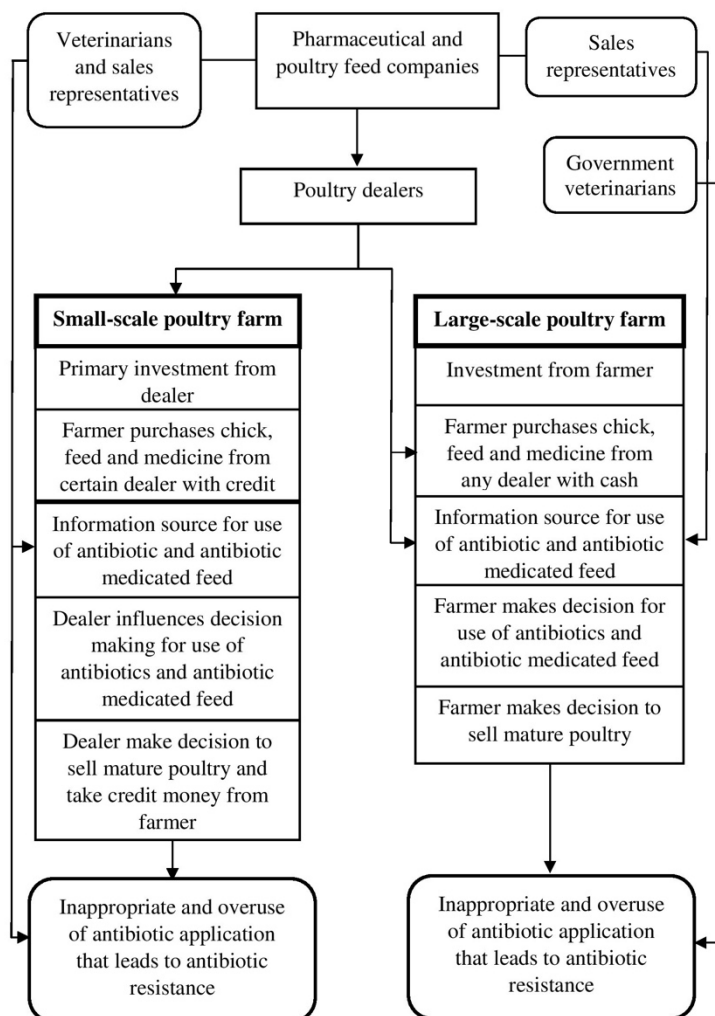 Veterinarians
and sales
representatives
Pharmaceutical and
poultry feed companies
Sales
representatives
Government
veterinarians
Poultry dealers
Small-scale poultry farm
Primary investment from
dealer
Farmer purchases chick,
feed and medicine from
certain dealer with credit
Information source for use
of antibiotic and antibiotic
medicated feed
Dealer influences decision
making for use of
antibiotics and antibiotic
medicated feed
Dealer make decision to
sell mature poultry and
take credit money from
farmer
Inappropriate and overuse
of antibiotic application
that leads to antibiotic
resistance
Large-scale poultry farm
Investment from farmer
Farmer purchases chick,
feed and medicine from
any dealer with cash
Information source for use
of antibiotic and antibiotic
medicated feed
Farmer makes decision for
use of antibiotics and
antibiotic medicated feed
Farmer makes decision to
sell mature poultry
Inappropriate and overuse
of antibiotic application
that leads to antibiotic
resistance